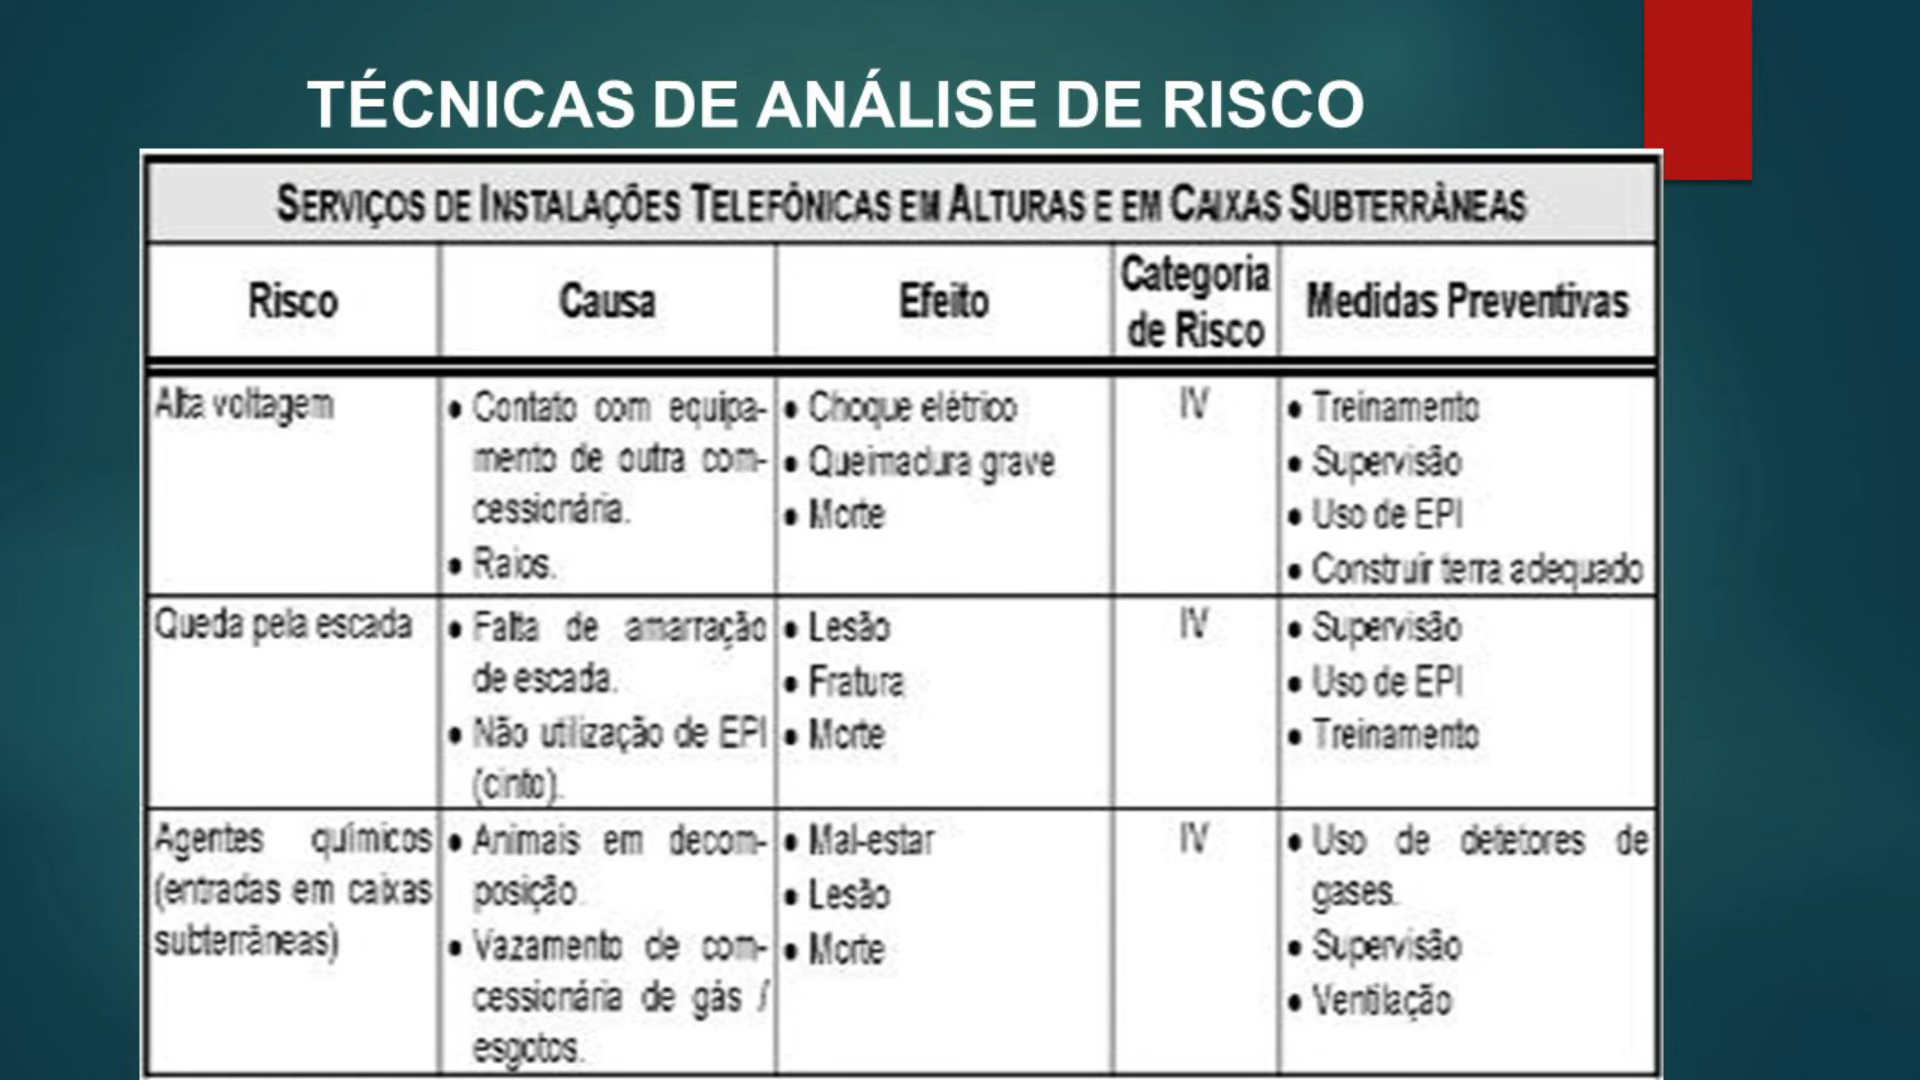 TÉCNICAS DE ANÁLISE DE RISCO
SERVIÇOS DE INSTALAÇÕES TELEFÔNICAS EM ALTURAS E EM CAIXAS SUBTERRÂNEAS
Risco
Causa
Efeito
Categoria
de Risco
Medidas Preventivas
Alta voltagem
• Contato com equipa-
mento de outra con-
cessionária.
• Raios.
• Choque elétrico
• Queimadura grave
• Morte
IV
• Treinamento
• Supervisão
• Uso de EPI
• Construir terra adequado
Queda pela escada
• Falta de amarração
de escada.
• Não utilização de EPI
(cinto).
• Lesão
• Fratura
• Morte
IV
• Supervisão
• Uso de EPI
• Treinamento
Agentes químicos
(entradas em caixas
subterrâneas)
• Animais em decom-
posição.
• Vazamento de con-
cessionária de gás /
esgotos.
• Mal-estar
• Lesão
• Morte
IV
• Uso de detetores de
gases.
• Supervisão
• Ventilação